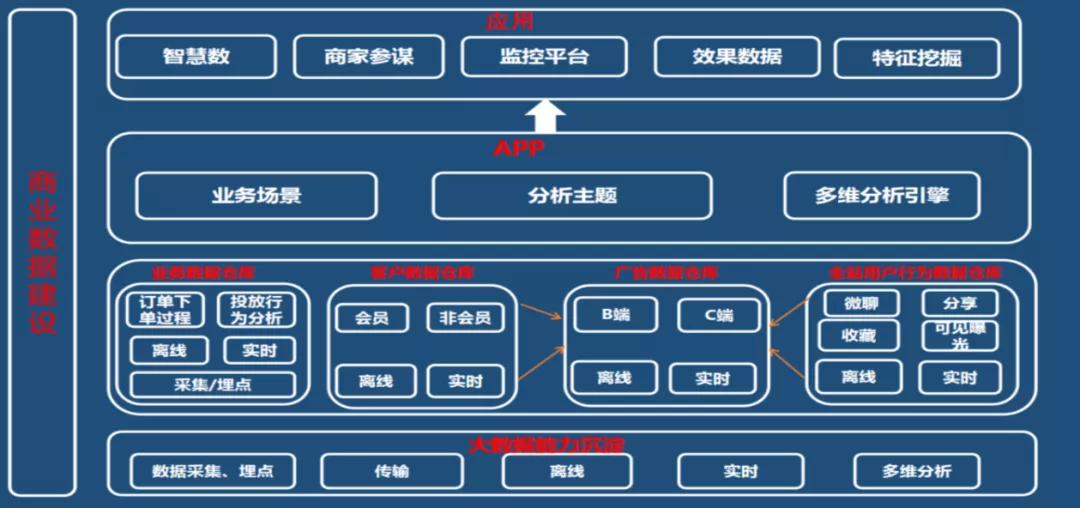 商业数据建设
应用
智慧数
商家参谋
监控平台
效果数据
特征挖掘
APP
业务场景
分析主题
多维分析引擎
业务数据仓库
订单下
单过程
投放行
为分析
离线
实时
采集/埋点
客户数据仓库
会员
非会员
离线
实时
广告数据仓库
B端
C端
离线
实时
全站用户行为数据仓库
微聊
分享
收藏
可见曝
光
离线
实时
大数据能力沉淀
数据采集、埋点
传输
离线
实时
多维分析